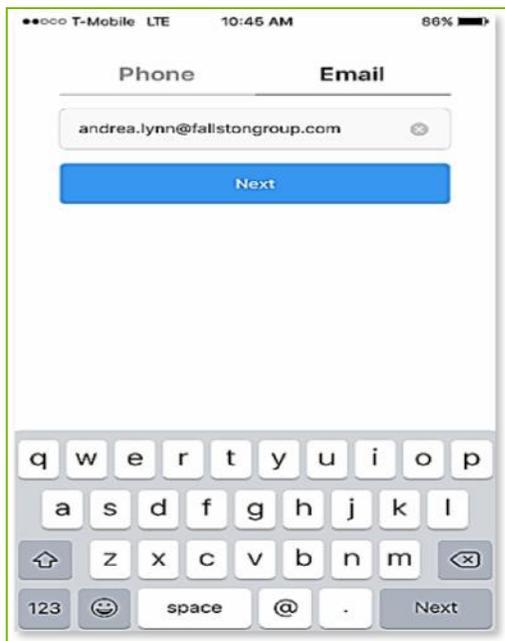 T-Mobile LTE 10:45 AM 86%
Phone Email
andrea.lynn@fallstongroup.com
Next
q w e r t y u i o p
a s d f g h j k l
z x c v b n m
123 space @ . Next